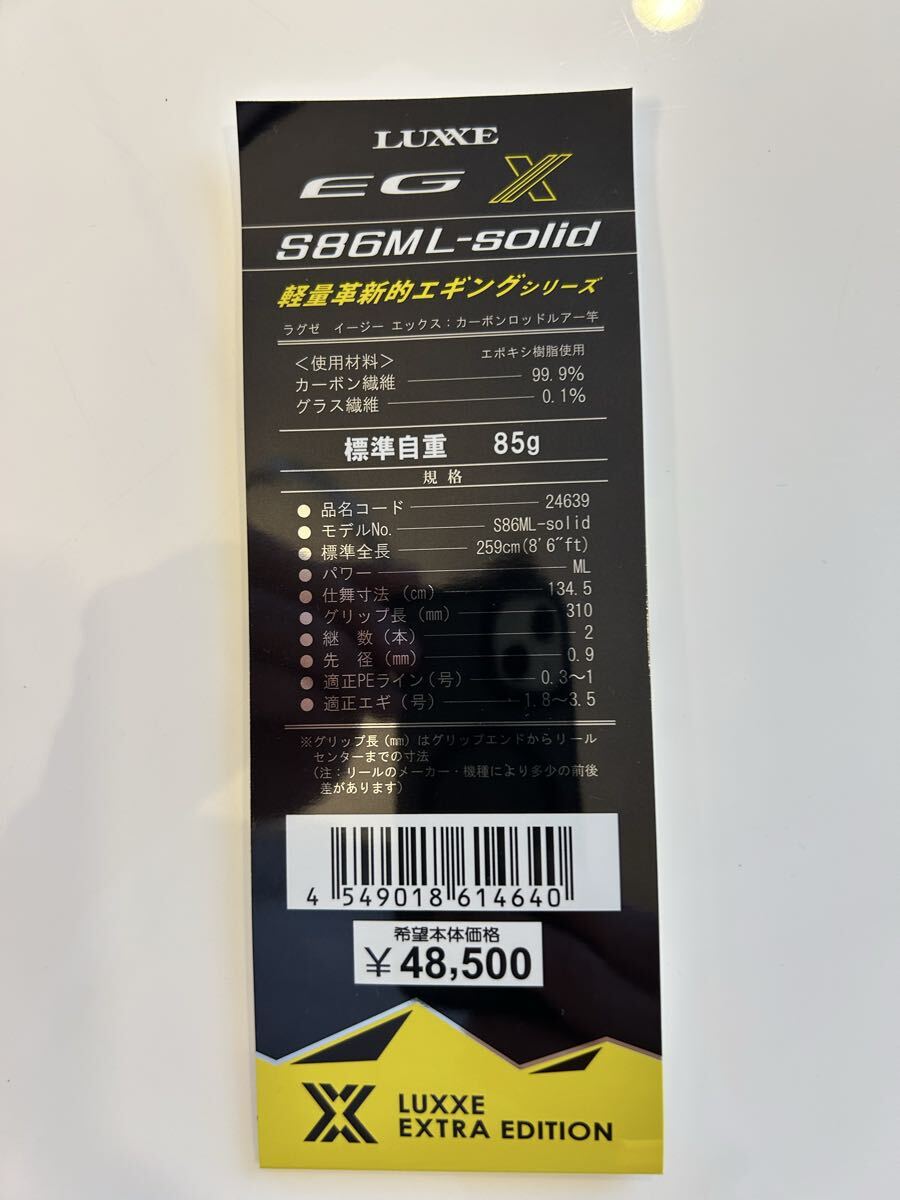 LUXXE
EG X
S86ML-solid
軽量革新的エギングシリーズ
ラグゼ イージー エックス：カーボンロッドルアー竿
＜使用材料＞ エポキシ樹脂使用
カーボン繊維 99.9%
グラス繊維 0.1%
標準自重 85g
規格
● 品名コード 24639
● モデルNo. S86ML-solid
● 標準全長 259cm(8'6"ft)
● パワー ML
● 仕舞寸法（cm） 134.5
● グリップ長（mm） 310
● 継 数（本） 2
● 先 径（mm） 0.9
● 適正PEライン（号） 0.3〜1
● 適正エギ（号） 1.8〜3.5
※グリップ長(mm)はグリップエンドからリール
センターまでの寸法
（注：リールのメーカー・機種により多少の前後
差があります）
4 549018 614640
希望本体価格
￥48,500
LUXXE
EXTRA EDITION